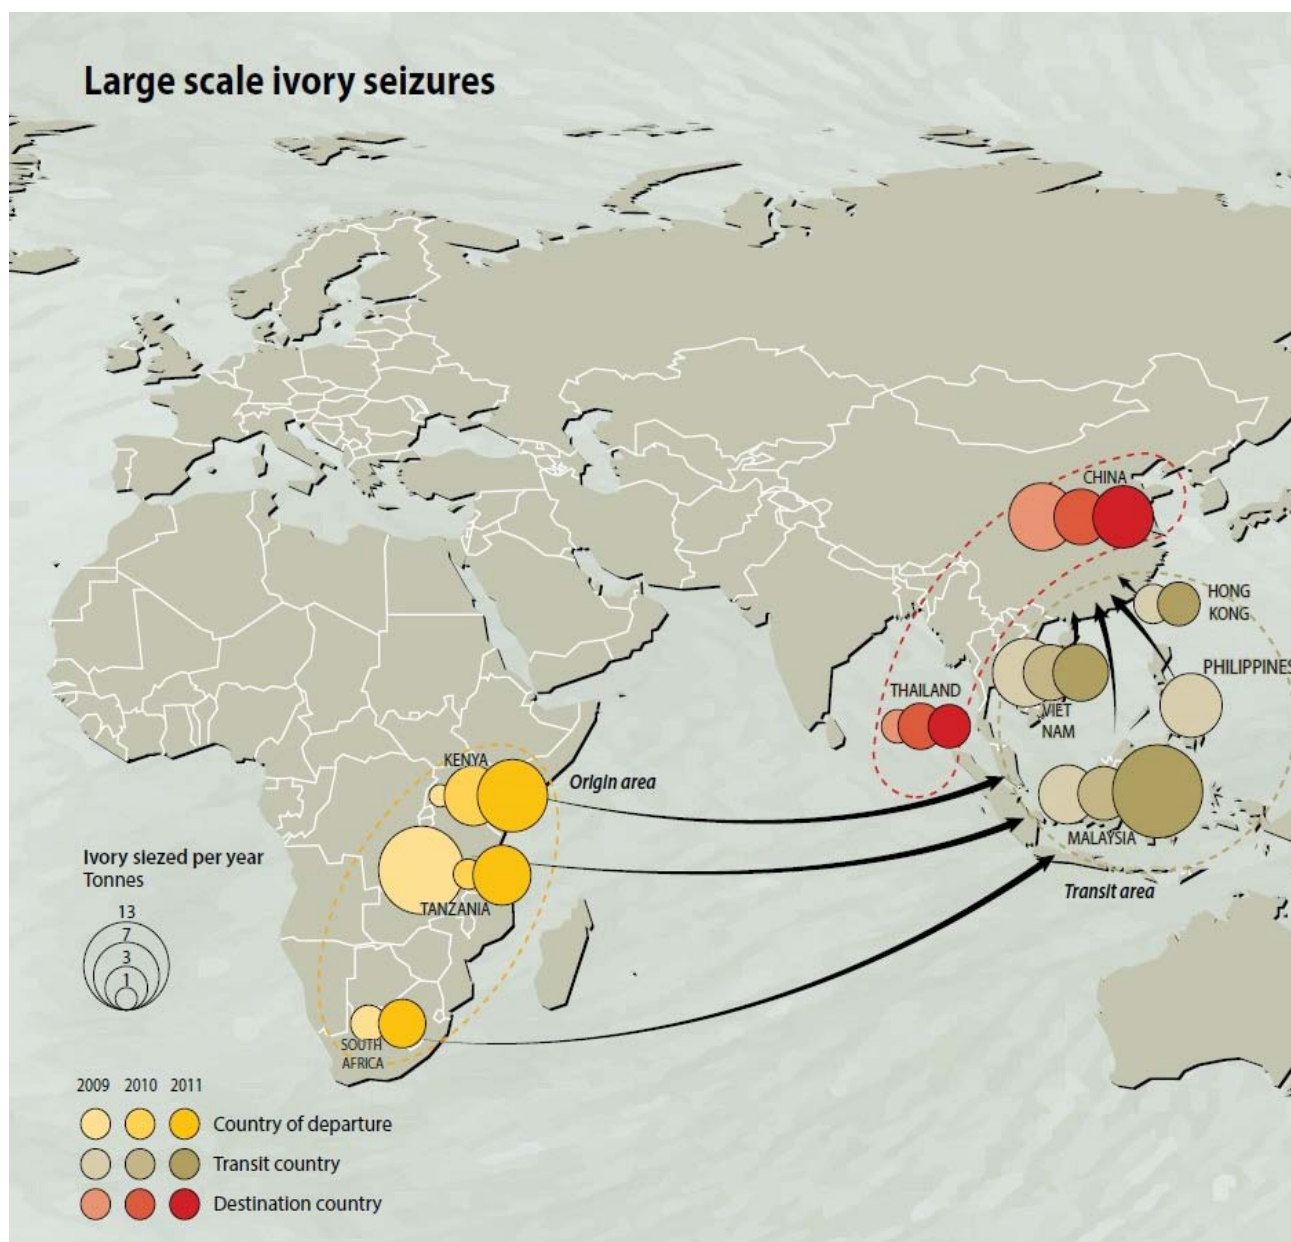 Large scale ivory seizures
CHINA
HONG
KONG
PHILIPPINES
THAILAND
VIET
NAM
KENYA
Origin area
MALAYSIA
Ivory siezed per year
Tonnes
TANZANIA
Transit area
13
7
3
1
SOUTH
AFRICA
2009 2010 2011
Country of departure
Transit country
Destination country